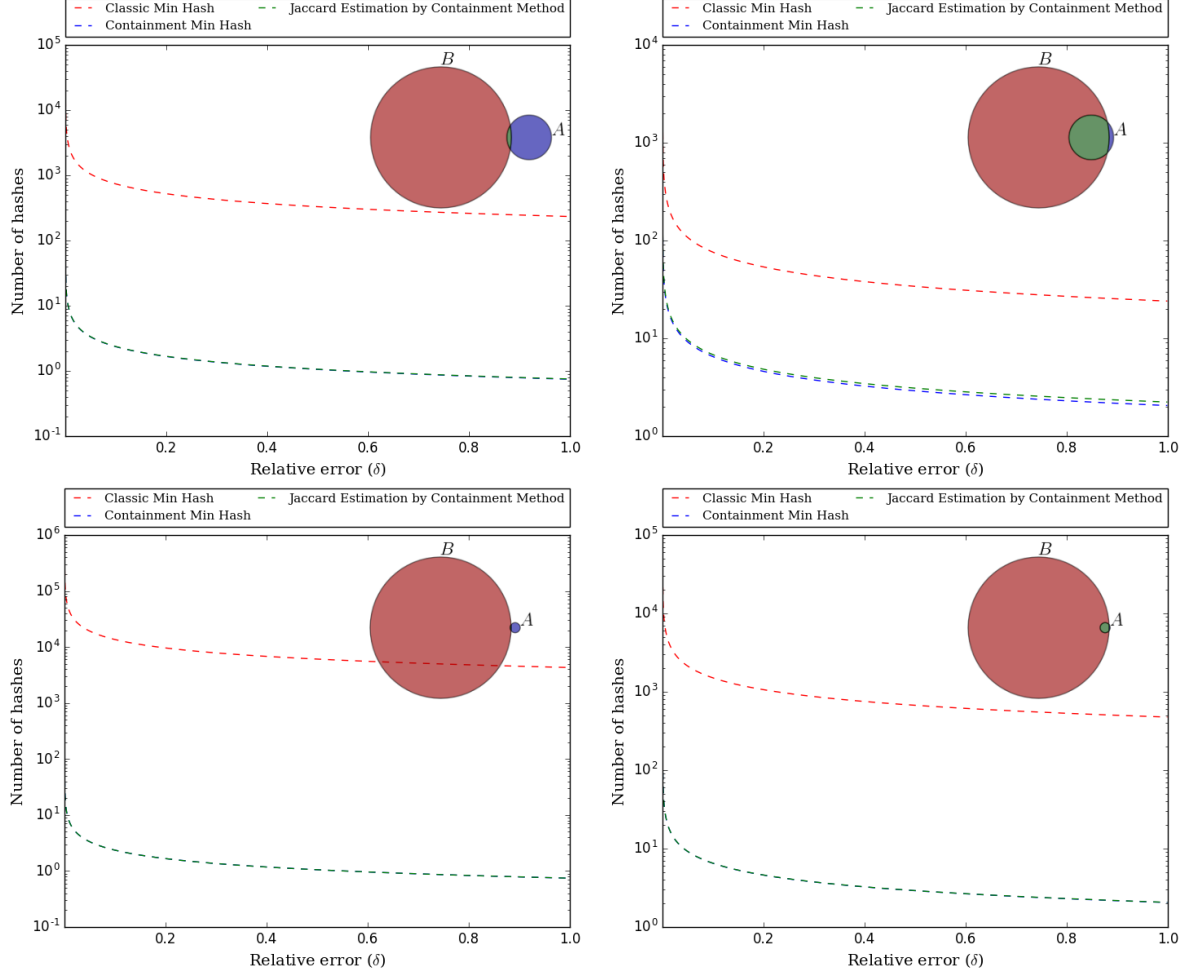 Classic Min Hash
Containment Min Hash
Jaccard Estimation by Containment Method
10^5
10^4
10^3
10^2
10^1
10^0
10^-1
Number of hashes
B
A
0.2 0.4 0.6 0.8 1.0
Relative error (δ)
Classic Min Hash
Containment Min Hash
Jaccard Estimation by Containment Method
10^4
10^3
10^2
10^1
10^0
Number of hashes
B
A
0.2 0.4 0.6 0.8 1.0
Relative error (δ)
Classic Min Hash
Containment Min Hash
Jaccard Estimation by Containment Method
10^6
10^5
10^4
10^3
10^2
10^1
10^0
10^-1
Number of hashes
B
A
0.2 0.4 0.6 0.8 1.0
Relative error (δ)
Classic Min Hash
Containment Min Hash
Jaccard Estimation by Containment Method
10^5
10^4
10^3
10^2
10^1
10^0
Number of hashes
B
A
0.2 0.4 0.6 0.8 1.0
Relative error (δ)